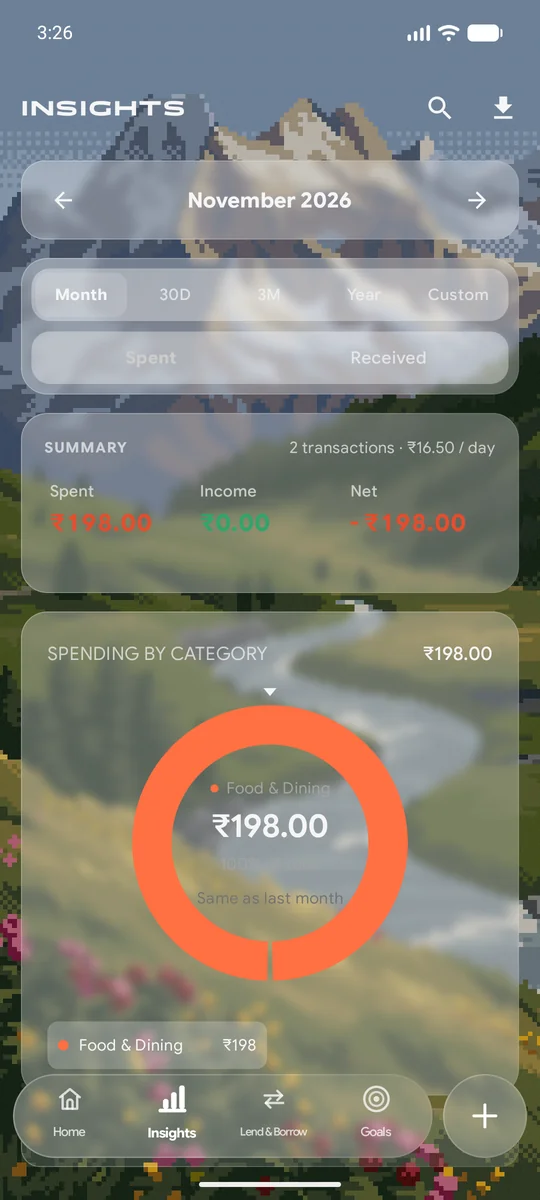 3:26
INSIGHTS
November 2026
Month 30D 3M Year Custom
Spent Received
SUMMARY 2 transactions · ₹16.50 / day
Spent Income Net
₹198.00 ₹0.00 -₹198.00
SPENDING BY CATEGORY ₹198.00
Food & Dining
₹198.00
Same as last month
Food & Dining ₹198
Home Insights Lend & Borrow Goals